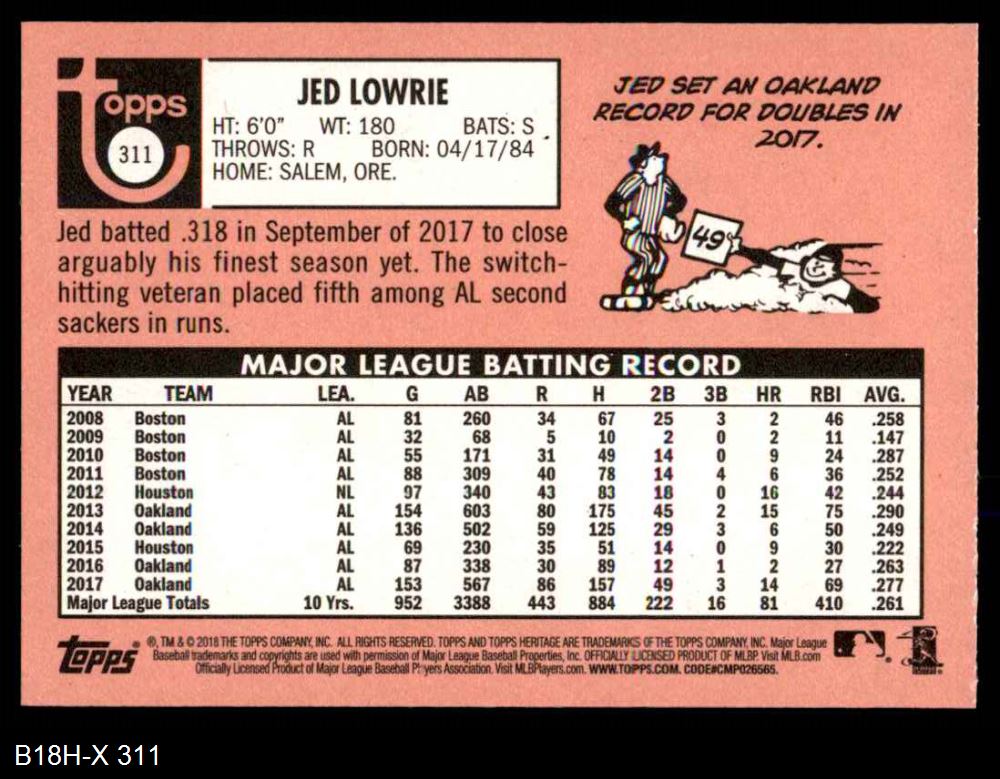 topps
311
JED LOWRIE
HT: 6'0" WT: 180 BATS: S
THROWS: R BORN: 04/17/84
HOME: SALEM, ORE.
JED SET AN OAKLAND
RECORD FOR DOUBLES IN
2017.
49
Jed batted .318 in September of 2017 to close
arguably his finest season yet. The switch-
hitting veteran placed fifth among AL second
sackers in runs.
MAJOR LEAGUE BATTING RECORD
YEAR TEAM LEA. G AB R H 2B 3B HR RBI AVG.
2008 Boston AL 81 260 34 67 25 3 2 46 .258
2009 Boston AL 32 68 5 10 2 0 2 11 .147
2010 Boston AL 55 171 31 49 14 0 9 24 .287
2011 Boston AL 88 309 40 78 14 4 6 36 .252
2012 Houston NL 97 340 43 83 18 0 16 42 .244
2013 Oakland AL 154 603 80 175 45 2 15 75 .290
2014 Oakland AL 136 502 59 125 29 3 6 50 .249
2015 Houston AL 69 230 35 51 14 0 9 30 .222
2016 Oakland AL 87 338 30 89 12 1 2 27 .263
2017 Oakland AL 153 567 86 157 49 3 14 69 .277
Major League Totals 10 Yrs. 952 3388 443 884 222 16 81 410 .261
topps
®, TM & © 2018 THE TOPPS COMPANY, INC. ALL RIGHTS RESERVED. TOPPS AND TOPPS HERITAGE ARE TRADEMARKS OF THE TOPPS COMPANY, INC. Major League
Baseball trademarks and copyrights are used with permission of Major League Baseball Properties, Inc. OFFICIALLY LICENSED PRODUCT OF MLBP. Visit MLB.com
Officially Licensed Product of Major League Baseball Players Association. Visit MLBPlayers.com. WWW.TOPPS.COM. CODE#CMP026565.
B18H-X 311